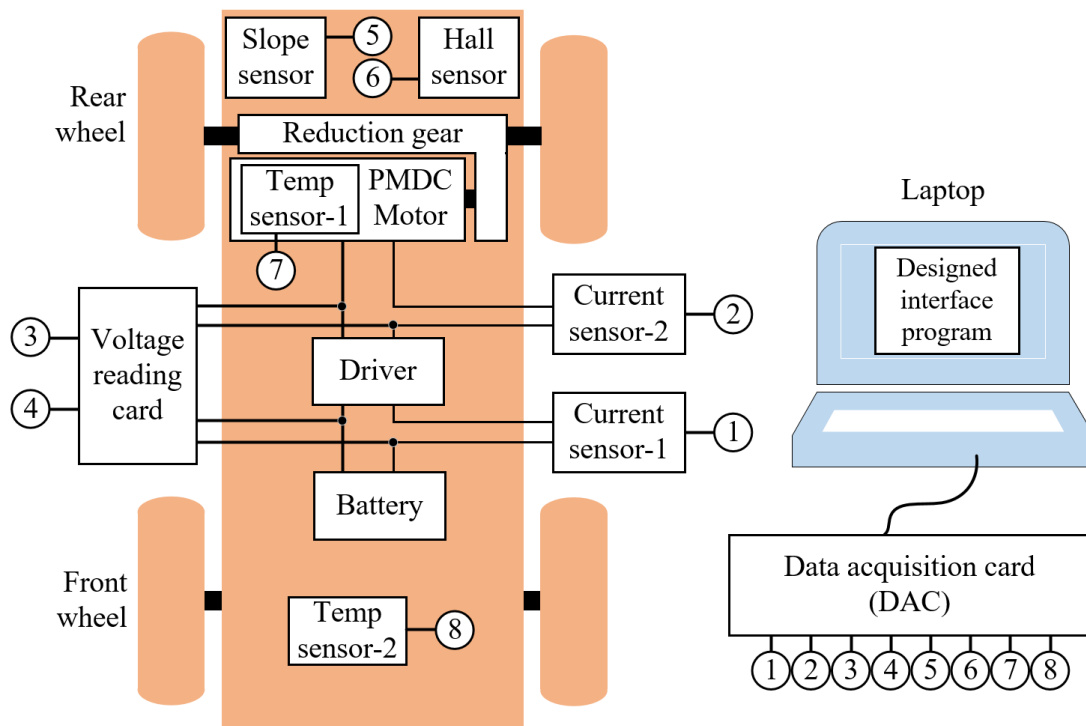 Slope
sensor
5
6
Hall
sensor
Rear
wheel
Reduction gear
Temp
sensor-1
PMDC
Motor
7
3
4
Voltage
reading
card
Current
sensor-2
2
Driver
Current
sensor-1
1
Battery
Front
wheel
Temp
sensor-2
8
Laptop
Designed
interface
program
Data acquisition card
(DAC)
1 2 3 4 5 6 7 8